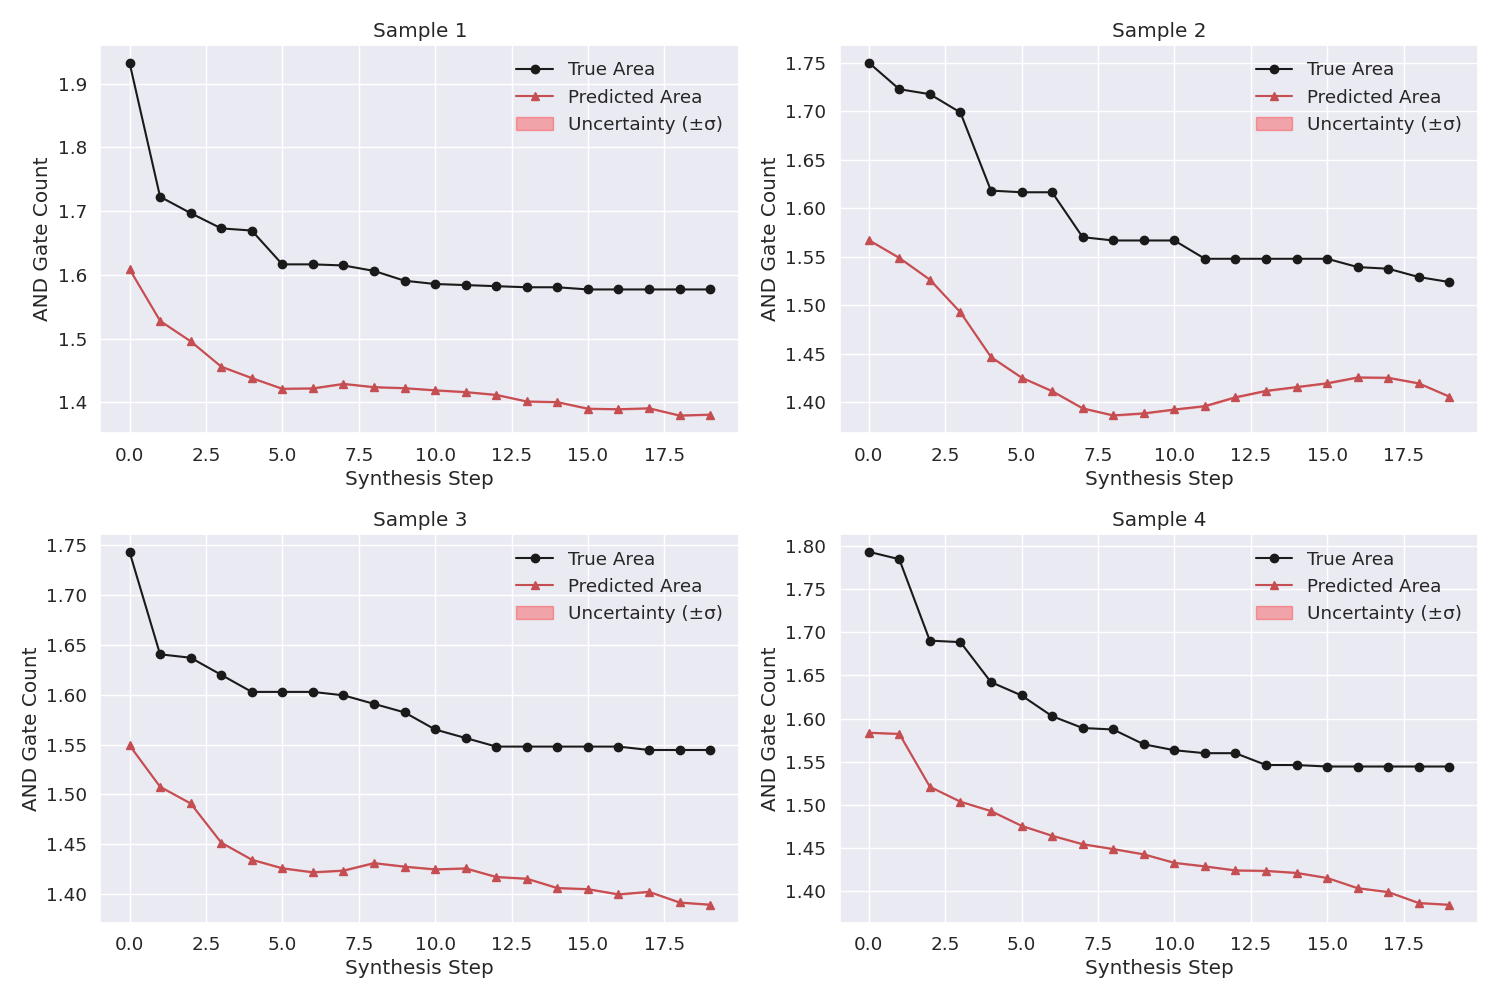 Sample 1
True Area
Predicted Area
Uncertainty (±σ)
AND Gate Count
1.9
1.8
1.7
1.6
1.5
1.4
0.0 2.5 5.0 7.5 10.0 12.5 15.0 17.5
Synthesis Step
Sample 2
True Area
Predicted Area
Uncertainty (±σ)
AND Gate Count
1.75
1.70
1.65
1.60
1.55
1.50
1.45
1.40
0.0 2.5 5.0 7.5 10.0 12.5 15.0 17.5
Synthesis Step
Sample 3
True Area
Predicted Area
Uncertainty (±σ)
AND Gate Count
1.75
1.70
1.65
1.60
1.55
1.50
1.45
1.40
0.0 2.5 5.0 7.5 10.0 12.5 15.0 17.5
Synthesis Step
Sample 4
True Area
Predicted Area
Uncertainty (±σ)
AND Gate Count
1.80
1.75
1.70
1.65
1.60
1.55
1.50
1.45
1.40
0.0 2.5 5.0 7.5 10.0 12.5 15.0 17.5
Synthesis Step